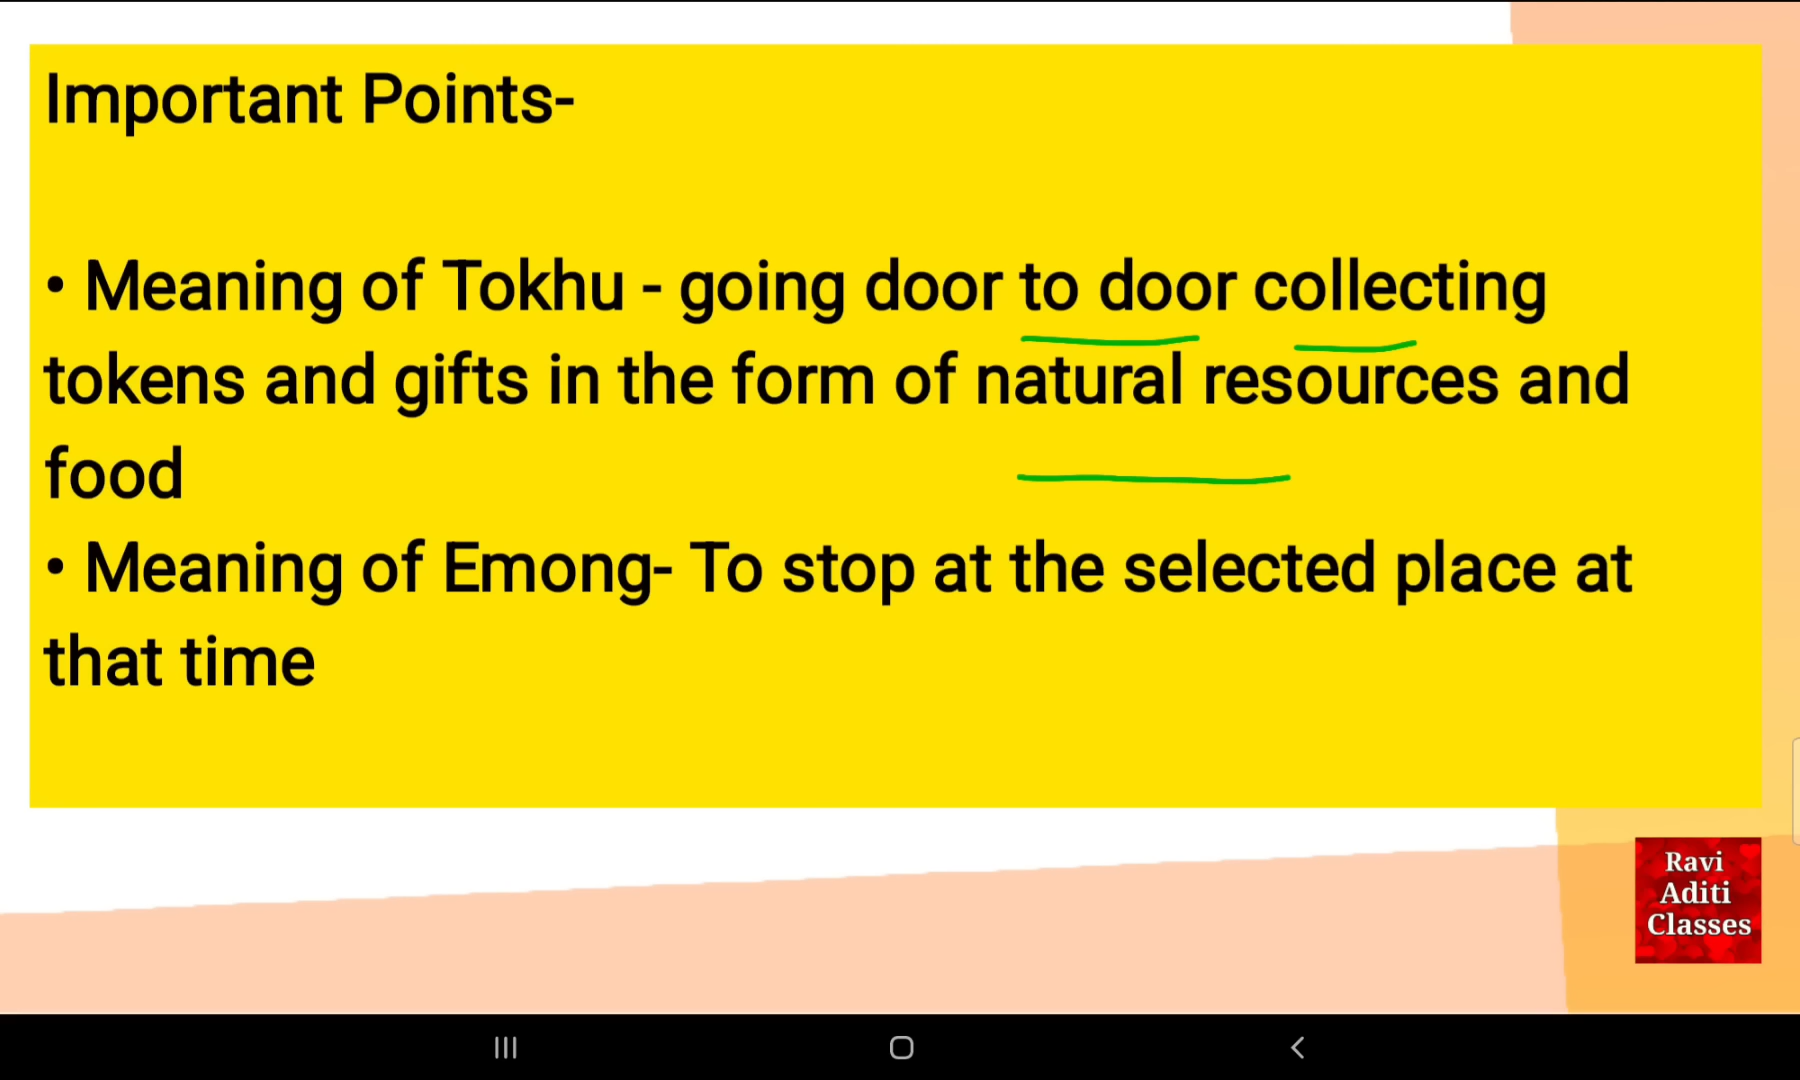 Important Points-
• Meaning of Tokhu - going door to door collecting
tokens and gifts in the form of natural resources and
food
• Meaning of Emong- To stop at the selected place at
that time
Ravi
Aditi
Classes